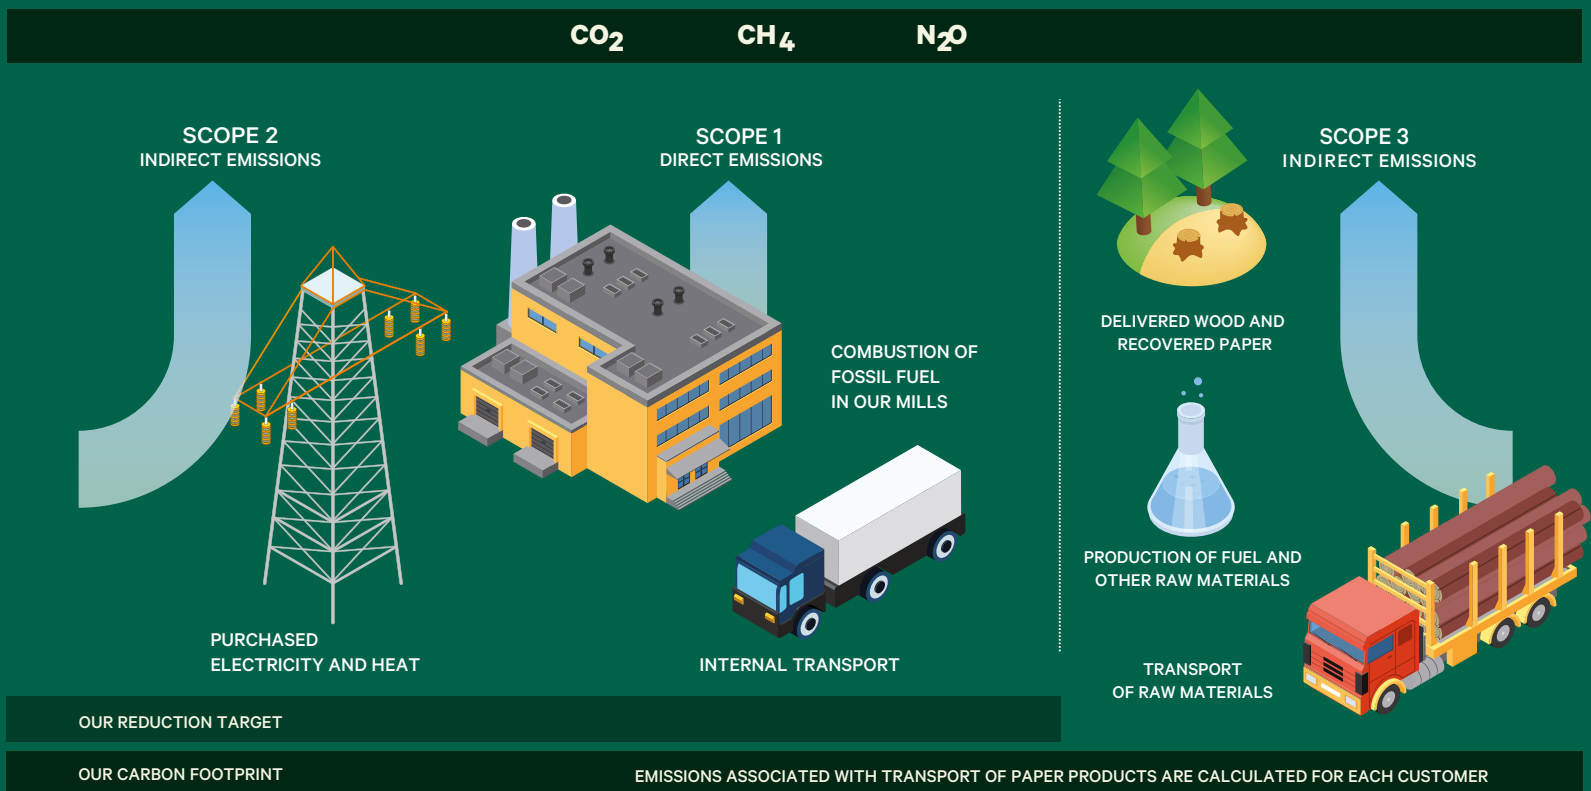 CO2 CH4 N2O
SCOPE 2
INDIRECT EMISSIONS
PURCHASED
ELECTRICITY AND HEAT
SCOPE 1
DIRECT EMISSIONS
COMBUSTION OF
FOSSIL FUEL
IN OUR MILLS
INTERNAL TRANSPORT
SCOPE 3
INDIRECT EMISSIONS
DELIVERED WOOD AND
RECOVERED PAPER
PRODUCTION OF FUEL AND
OTHER RAW MATERIALS
TRANSPORT
OF RAW MATERIALS
OUR REDUCTION TARGET
OUR CARBON FOOTPRINT
EMISSIONS ASSOCIATED WITH TRANSPORT OF PAPER PRODUCTS ARE CALCULATED FOR EACH CUSTOMER